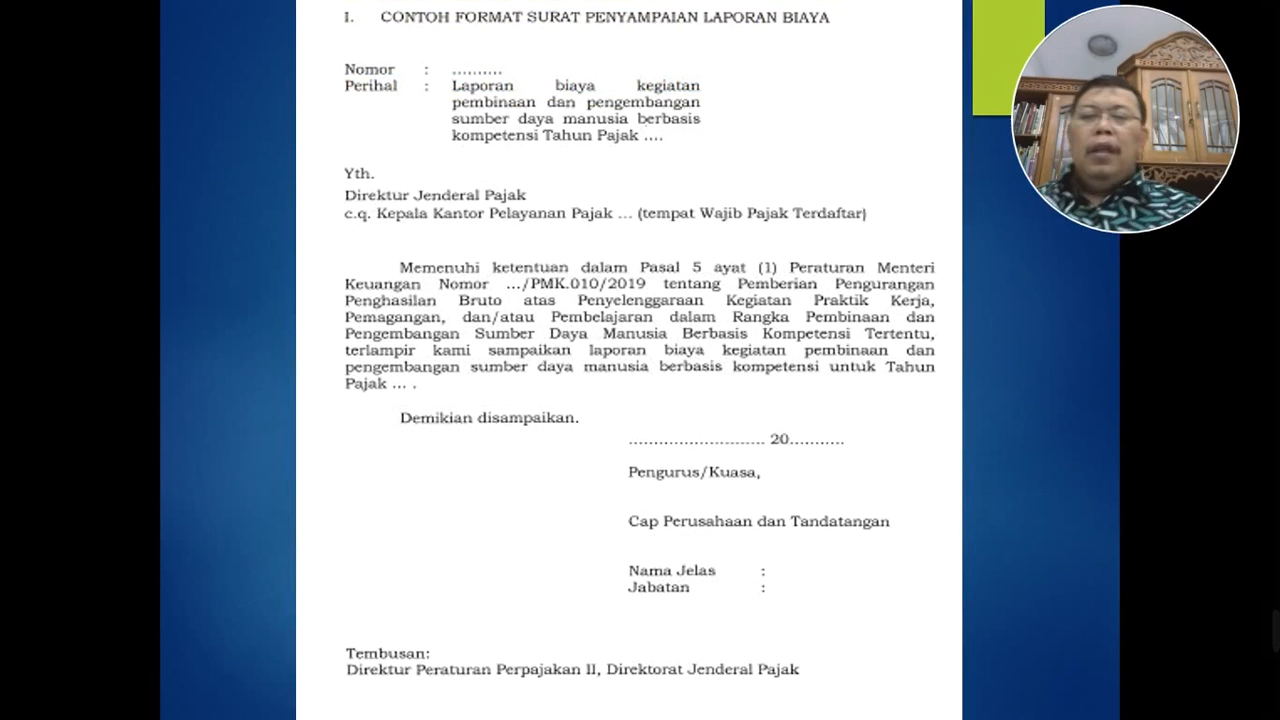 I. CONTOH FORMAT SURAT PENYAMPAIAN LAPORAN BIAYA
Nomor : ..........
Perihal : Laporan biaya kegiatan
pembinaan dan pengembangan
sumber daya manusia berbasis
kompetensi Tahun Pajak ....
Yth.
Direktur Jenderal Pajak
c.q. Kepala Kantor Pelayanan Pajak ... (tempat Wajib Pajak Terdaftar)
Memenuhi ketentuan dalam Pasal 5 ayat (1) Peraturan Menteri
Keuangan Nomor .../PMK.010/2019 tentang Pemberian Pengurangan
Penghasilan Bruto atas Penyelenggaraan Kegiatan Praktik Kerja,
Pemagangan, dan/atau Pembelajaran dalam Rangka Pembinaan dan
Pengembangan Sumber Daya Manusia Berbasis Kompetensi Tertentu,
terlampir kami sampaikan laporan biaya kegiatan pembinaan dan
pengembangan sumber daya manusia berbasis kompetensi untuk Tahun
Pajak ... .
Demikian disampaikan.
........................... 20...........
Pengurus/Kuasa,
Cap Perusahaan dan Tandatangan
Nama Jelas :
Jabatan :
Tembusan:
Direktur Peraturan Perpajakan II, Direktorat Jenderal Pajak